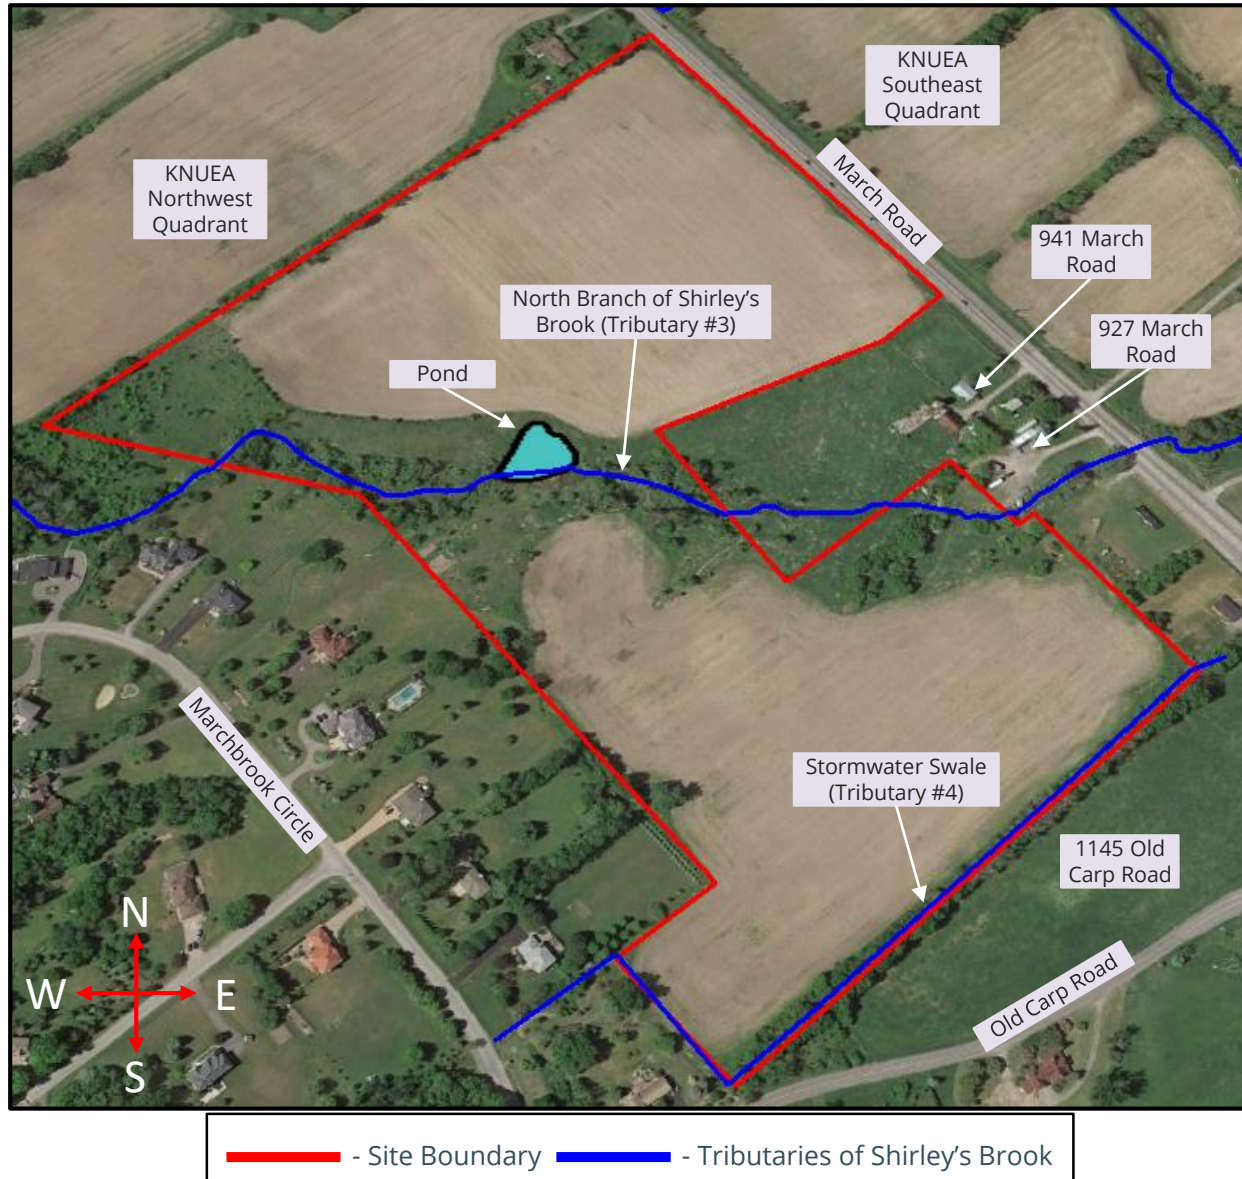 KNUEA
Southeast
Quadrant
KNUEA
Northwest
Quadrant
March Road
941 March
Road
North Branch of Shirley’s
Brook (Tributary #3)
927 March
Road
Pond
Marchbrook Circle
Stormwater Swale
(Tributary #4)
1145 Old
Carp Road
Old Carp Road
N
W E
S
- Site Boundary - Tributaries of Shirley’s Brook